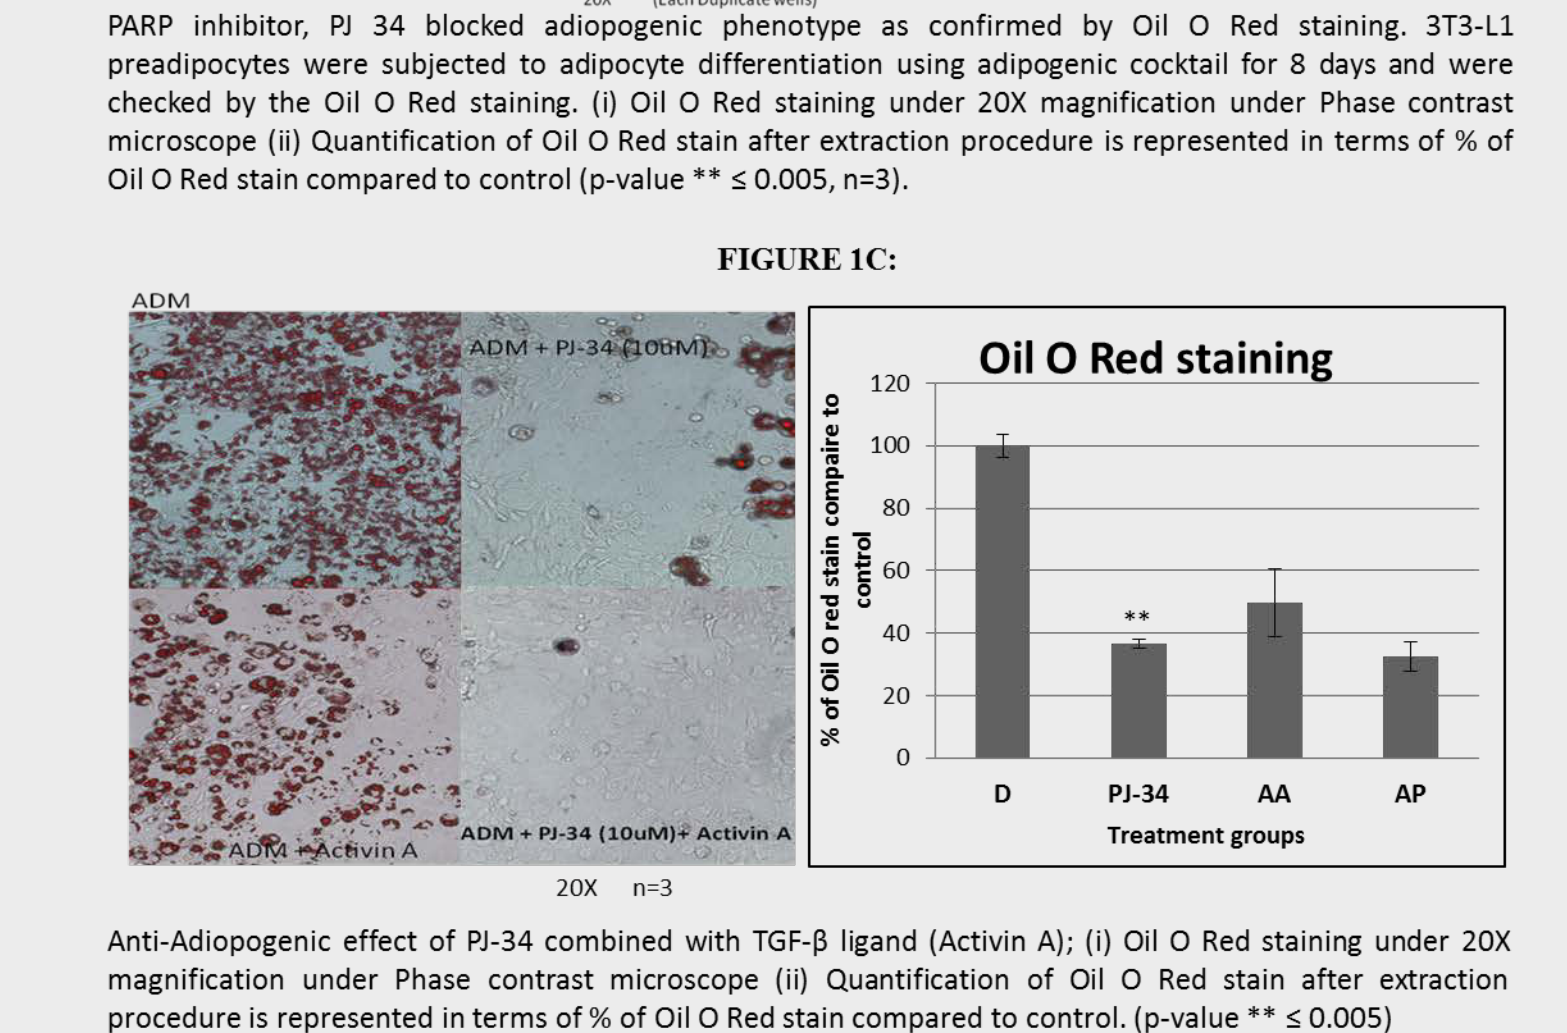 20X (Each Duplicate wells)
PARP inhibitor, PJ 34 blocked adiopogenic phenotype as confirmed by Oil O Red staining. 3T3-L1
preadipocytes were subjected to adipocyte differentiation using adipogenic cocktail for 8 days and were
checked by the Oil O Red staining. (i) Oil O Red staining under 20X magnification under Phase contrast
microscope (ii) Quantification of Oil O Red stain after extraction procedure is represented in terms of % of
Oil O Red stain compared to control (p-value ** ≤ 0.005, n=3).
FIGURE 1C:
ADM
ADM + PJ-34 (10uM)
ADM + Activin A
ADM + PJ-34 (10uM)+ Activin A
20X n=3
Oil O Red staining
% of Oil O red stain compaire to
control
120
100
80
60
40
20
0
**
D PJ-34 AA AP
Treatment groups
Anti-Adiopogenic effect of PJ-34 combined with TGF-β ligand (Activin A); (i) Oil O Red staining under 20X
magnification under Phase contrast microscope (ii) Quantification of Oil O Red stain after extraction
procedure is represented in terms of % of Oil O Red stain compared to control. (p-value ** ≤ 0.005)